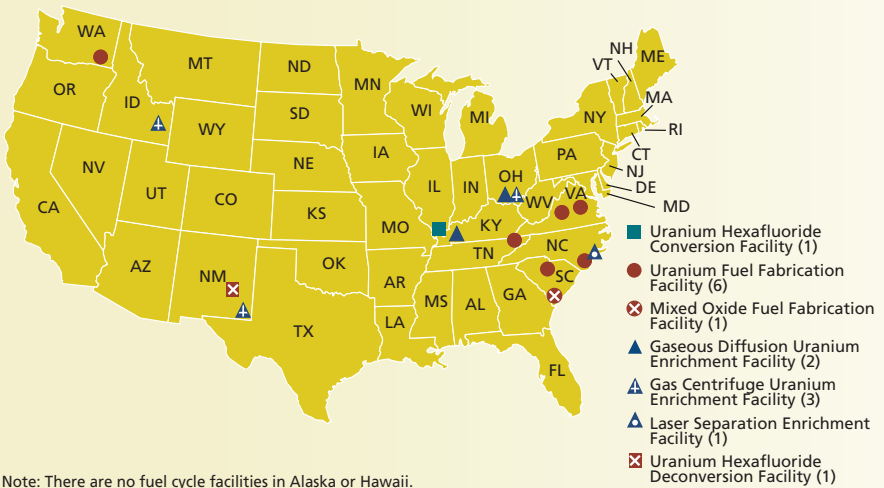 WA
MT
ND
MN
OR
ID
WY
SD
WI
MI
NY
VT
NH
ME
MA
RI
CT
NJ
DE
MD
PA
NV
UT
CO
NE
IA
IL
IN
OH
WV
VA
CA
KS
MO
KY
TN
NC
SC
AZ
NM
OK
AR
MS
AL
GA
TX
LA
FL
Uranium Hexafluoride
Conversion Facility (1)
Uranium Fuel Fabrication
Facility (6)
Mixed Oxide Fuel Fabrication
Facility (1)
Gaseous Diffusion Uranium
Enrichment Facility (2)
Gas Centrifuge Uranium
Enrichment Facility (3)
Laser Separation Enrichment
Facility (1)
Uranium Hexafluoride
Deconversion Facility (1)
Note: There are no fuel cycle facilities in Alaska or Hawaii.